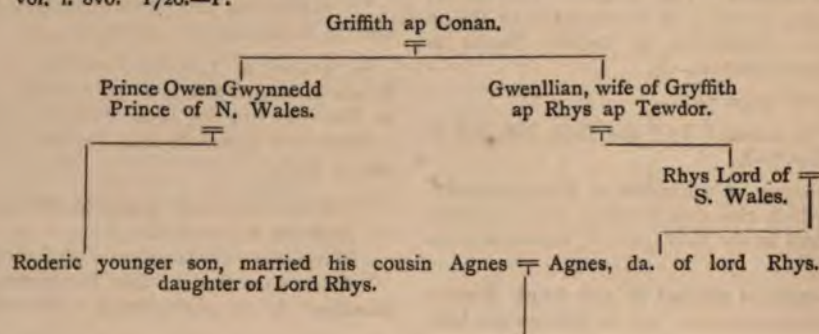 Griffith ap Conan.
Prince Owen Gwynnedd
Prince of N. Wales.
Gwenllian, wife of Gryffith
ap Rhys ap Tewdor.
Rhys Lord of
S. Wales.
Roderic younger son, married his cousin Agnes
daughter of Lord Rhys.
Agnes, da. of lord Rhys.